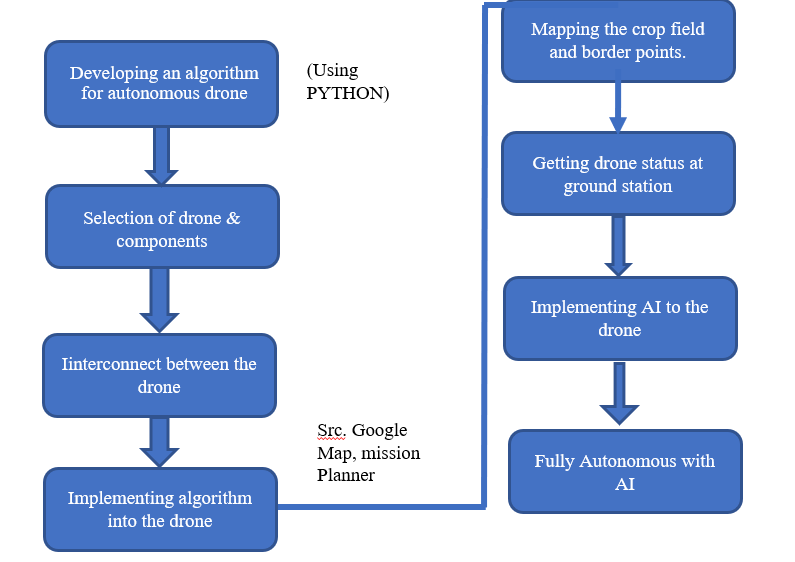 Developing an algorithm
for autonomous drone
(Using
PYTHON)
Selection of drone &
components
Iinterconnect between the
drone
Implementing algorithm
into the drone
Src. Google
Map, mission
Planner
Mapping the crop field
and border points.
Getting drone status at
ground station
Implementing AI to the
drone
Fully Autonomous with
AI